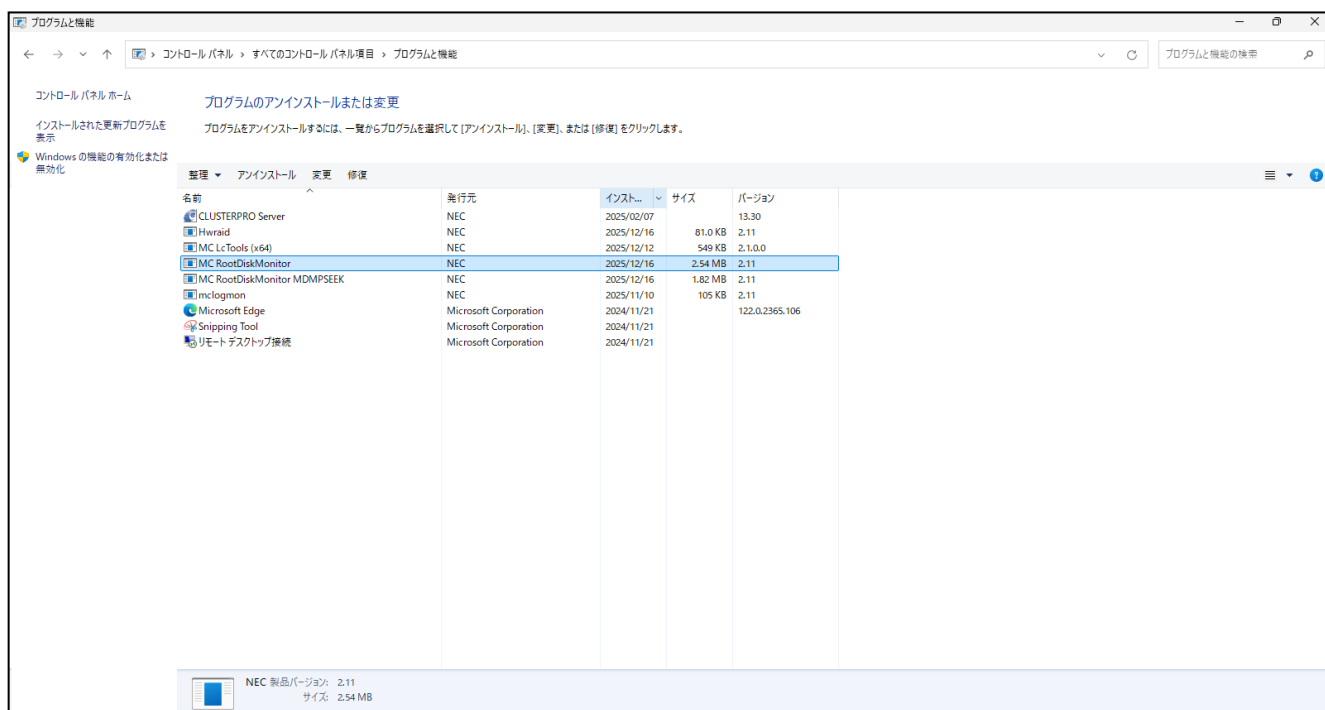 プログラムと機能
コントロール パネル › すべてのコントロール パネル項目 › プログラムと機能
プログラムと機能の検索
コントロール パネル ホーム
インストールされた更新プログラムを
表示
Windows の機能の有効化または
無効化
プログラムのアンインストールまたは変更
プログラムをアンインストールするには、一覧からプログラムを選択して [アンインストール]、[変更]、または [修復] をクリックします。
整理 アンインストール 変更 修復
名前 発行元 インスト... サイズ バージョン
CLUSTERPRO Server NEC 2025/02/07 13.30
Hwraid NEC 2025/12/16 81.0 KB 2.11
MC LcTools (x64) NEC 2025/12/12 549 KB 2.1.0.0
MC RootDiskMonitor NEC 2025/12/16 2.54 MB 2.11
MC RootDiskMonitor MDMPSEEK NEC 2025/12/16 1.82 MB 2.11
mclogmon NEC 2025/11/10 105 KB 2.11
Microsoft Edge Microsoft Corporation 2024/11/21 122.0.2365.106
Snipping Tool Microsoft Corporation 2024/11/21
リモート デスクトップ接続 Microsoft Corporation 2024/11/21
NEC 製品バージョン: 2.11
サイズ: 2.54 MB